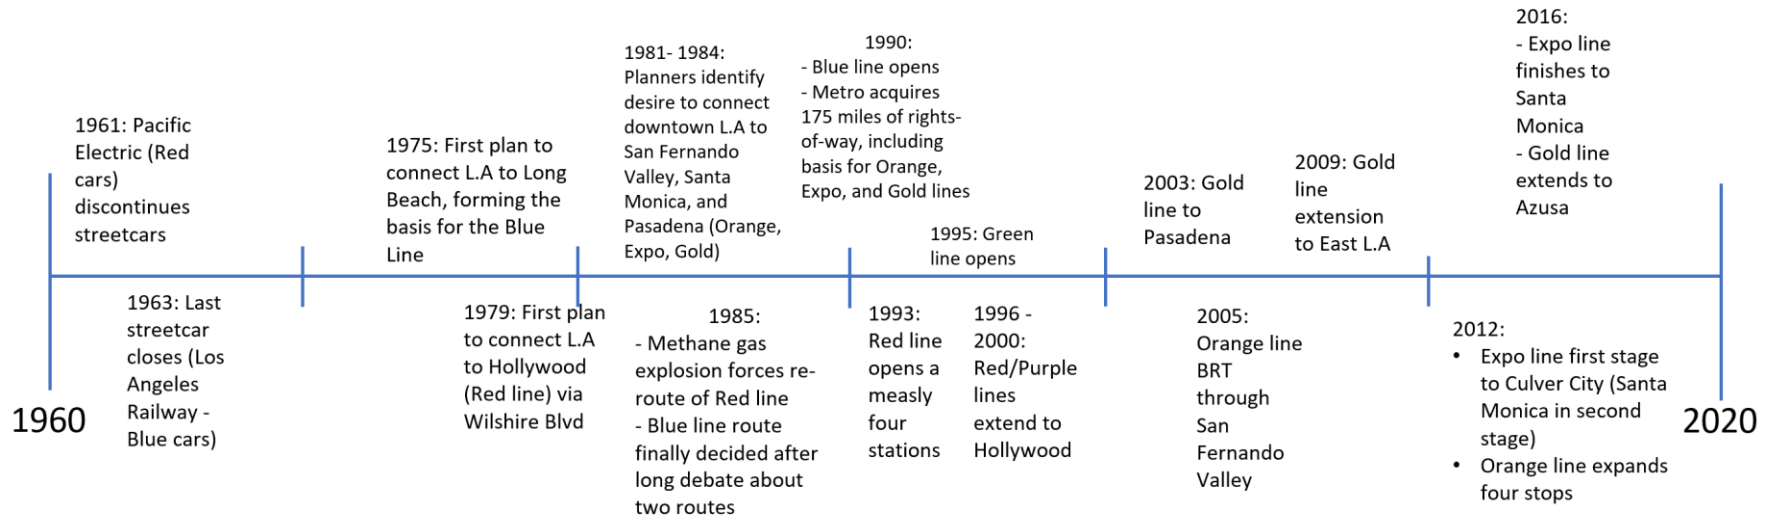 1961: Pacific
Electric (Red
cars)
discontinues
streetcars
1963: Last
streetcar
closes (Los
Angeles
Railway -
Blue cars)
1975: First plan to
connect L.A to Long
Beach, forming the
basis for the Blue
Line
1979: First plan
to connect L.A
to Hollywood
(Red line) via
Wilshire Blvd
1981- 1984:
Planners identify
desire to connect
downtown L.A to
San Fernando
Valley, Santa
Monica, and
Pasadena (Orange,
Expo, Gold)
1985:
- Methane gas
explosion forces re-
route of Red line
- Blue line route
finally decided after
long debate about
two routes
1990:
- Blue line opens
- Metro acquires
175 miles of rights-
of-way, including
basis for Orange,
Expo, and Gold lines
1993:
Red line
opens a
measly
four
stations
1995: Green
line opens
1996 -
2000:
Red/Purple
lines
extend to
Hollywood
2003: Gold
line to
Pasadena
2005:
Orange line
BRT
through
San
Fernando
Valley
2009: Gold
line
extension
to East L.A
2012:
• Expo line first stage
to Culver City (Santa
Monica in second
stage)
• Orange line expands
four stops
2016:
- Expo line
finishes to
Santa
Monica
- Gold line
extends to
Azusa
1960
2020